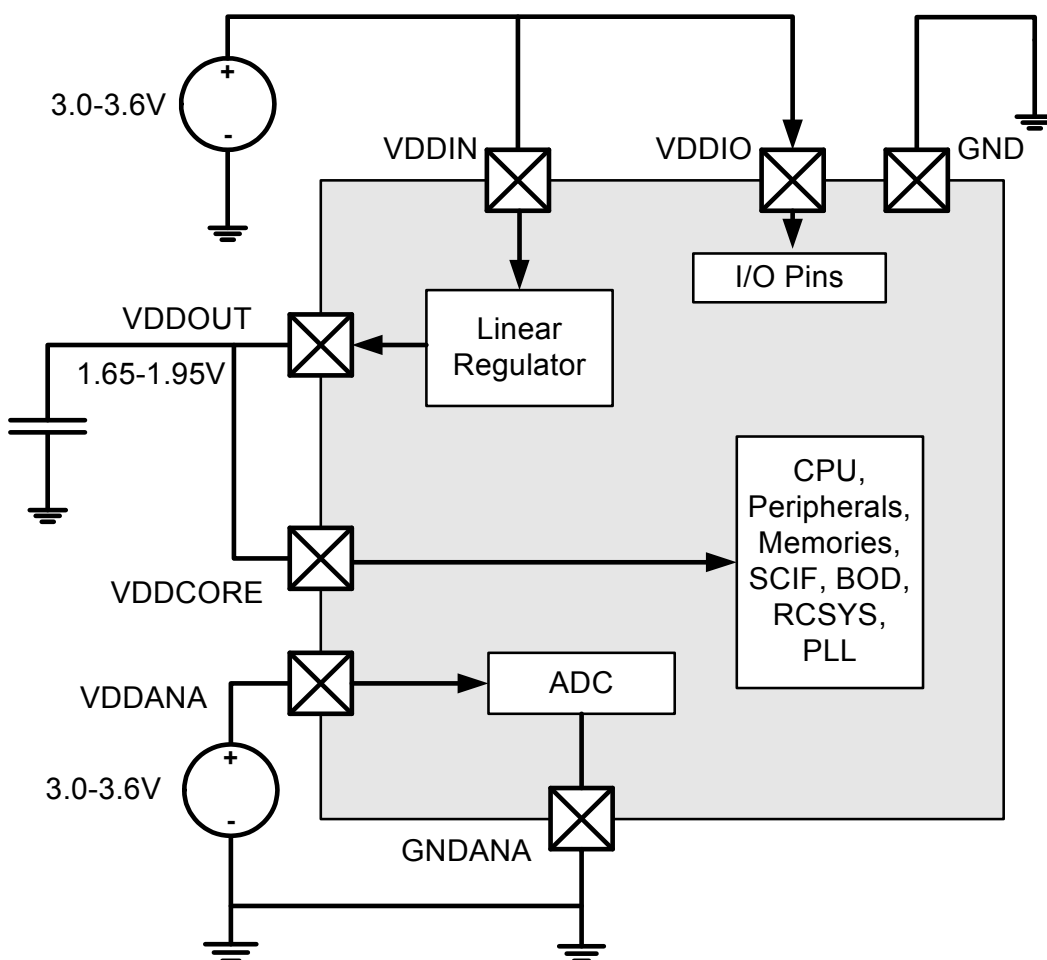 +
3.0-3.6V
-
VDDIN
VDDIO
GND
I/O Pins
VDDOUT
Linear
Regulator
1.65-1.95V
CPU,
Peripherals,
Memories,
SCIF, BOD,
RCSYS,
PLL
VDDCORE
VDDANA
ADC
+
3.0-3.6V
-
GNDANA